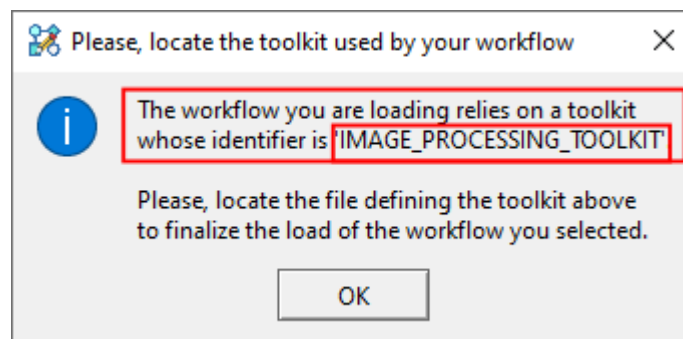 Please, locate the toolkit used by your workflow
The workflow you are loading relies on a toolkit
whose identifier is 'IMAGE_PROCESSING_TOOLKIT'.
Please, locate the file defining the toolkit above
to finalize the load of the workflow you selected.
OK